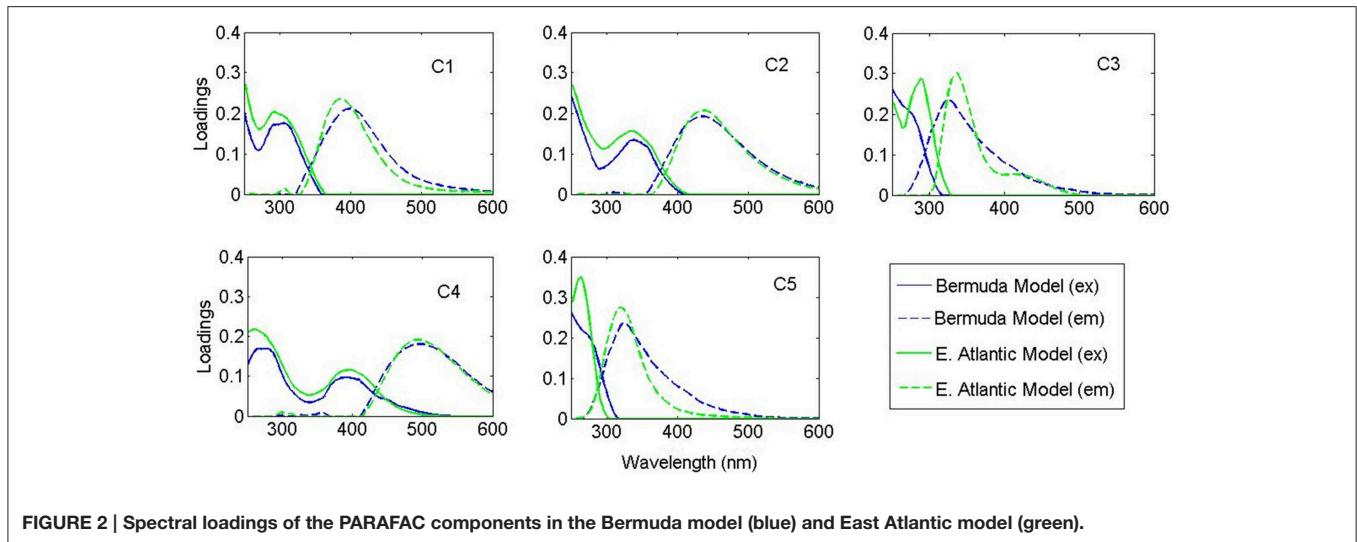 0.4
0.3
0.2
0.1
0
Loadings
C1
300 400 500 600
0.4
0.3
0.2
0.1
0
C2
300 400 500 600
0.4
0.3
0.2
0.1
0
C3
300 400 500 600
0.4
0.3
0.2
0.1
0
Loadings
C4
300 400 500 600
0.4
0.3
0.2
0.1
0
C5
300 400 500 600
Wavelength (nm)
Bermuda Model (ex)
Bermuda Model (em)
E. Atlantic Model (ex)
E. Atlantic Model (em)
FIGURE 2 | Spectral loadings of the PARAFAC components in the Bermuda model (blue) and East Atlantic model (green).